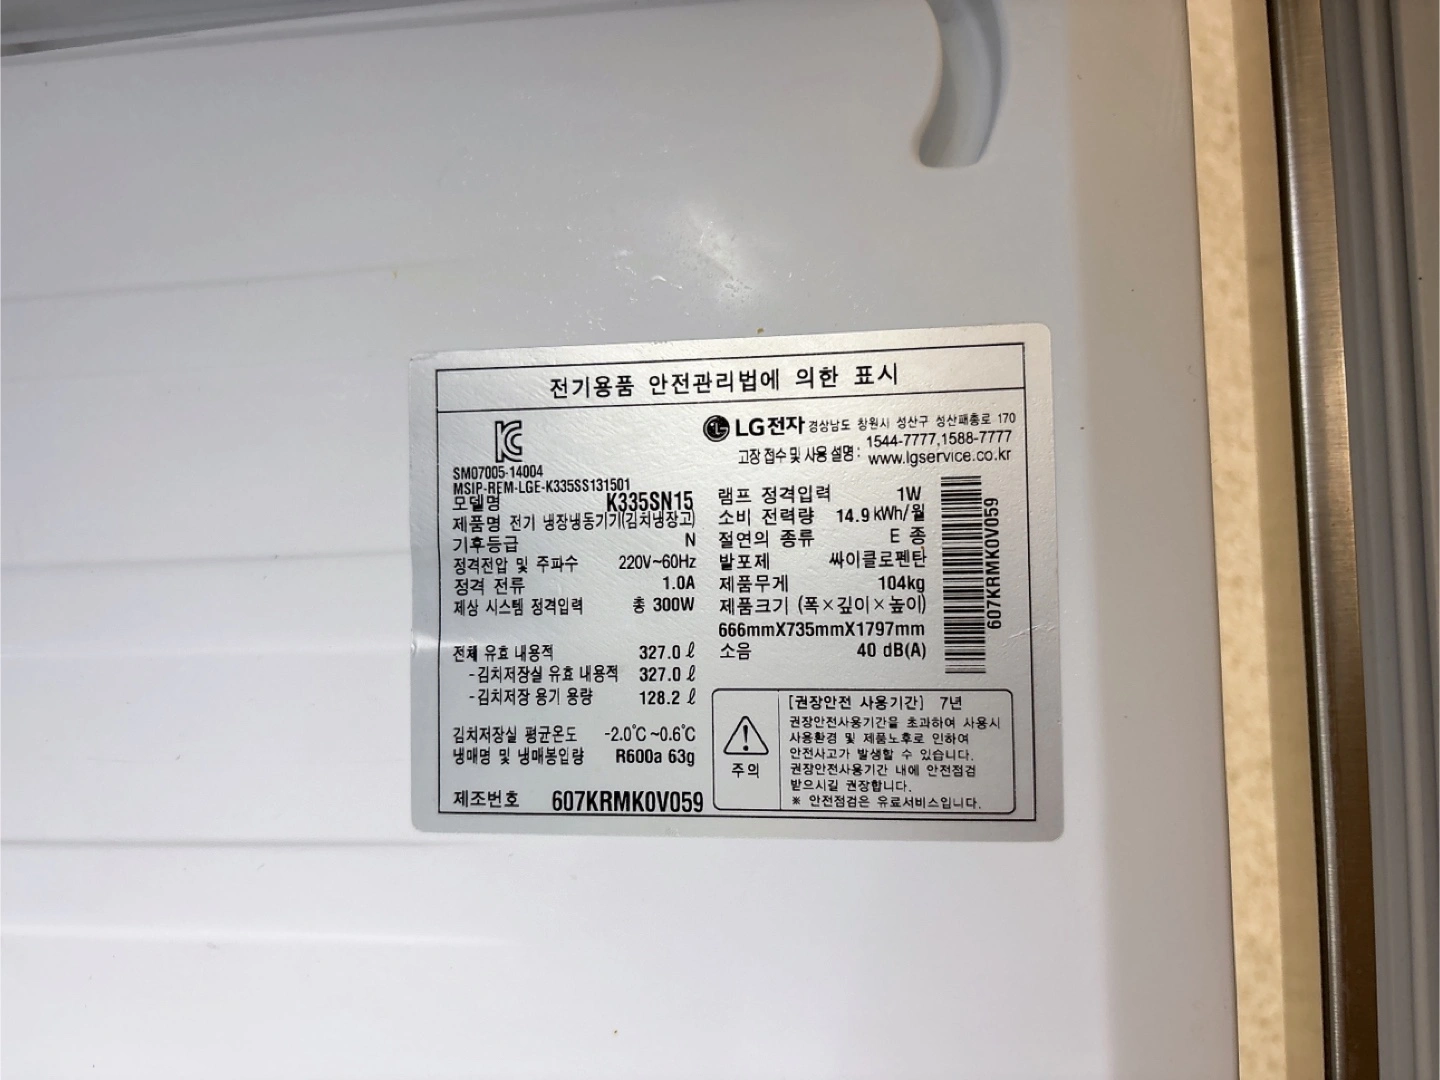 전기용품 안전관리법에 의한 표시
LG전자 경상남도 창원시 성산구 성산패총로 170
1544-7777,1588-7777
고장 접수 및 사용 설명 : www.lgservice.co.kr
SM07005-14004
MSIP-REM-LGE-K335SS131501
모델명 K335SN15
제품명 전기 냉장냉동기기(김치냉장고)
기후등급 N
정격전압 및 주파수 220V~60Hz
정격 전류 1.0A
제상 시스템 정격입력 총 300W
전체 유효 내용적 327.0 ℓ
-김치저장실 유효 내용적 327.0 ℓ
-김치저장 용기 용량 128.2 ℓ
김치저장실 평균온도 -2.0℃ ~0.6℃
냉매명 및 냉매봉입량 R600a 63g
제조번호 607KRMK0V059
램프 정격입력 1W
소비 전력량 14.9 kWh/월
절연의 종류 E 종
발포제 싸이클로펜탄
제품무게 104kg
제품크기 (폭×깊이×높이)
666mmX735mmX1797mm
소음 40 dB(A)
607KRMK0V059
주의
[권장안전 사용기간] 7년
권장안전사용기간을 초과하여 사용시
사용환경 및 제품노후로 인하여
안전사고가 발생할 수 있습니다.
권장안전사용기간 내에 안전점검
받으시길 권장합니다.
※ 안전점검은 유료서비스입니다.